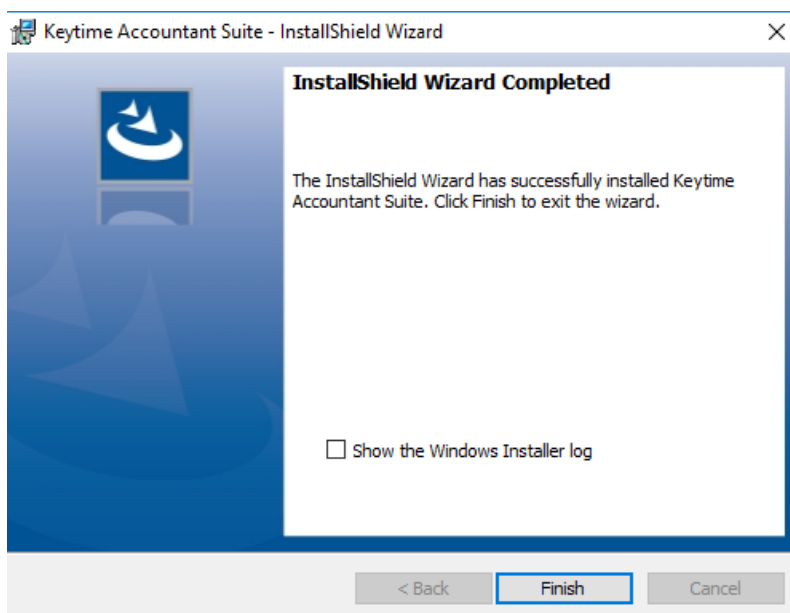 Keytime Accountant Suite - InstallShield Wizard
InstallShield Wizard Completed
The InstallShield Wizard has successfully installed Keytime
Accountant Suite. Click Finish to exit the wizard.
Show the Windows Installer log
< Back
Finish
Cancel